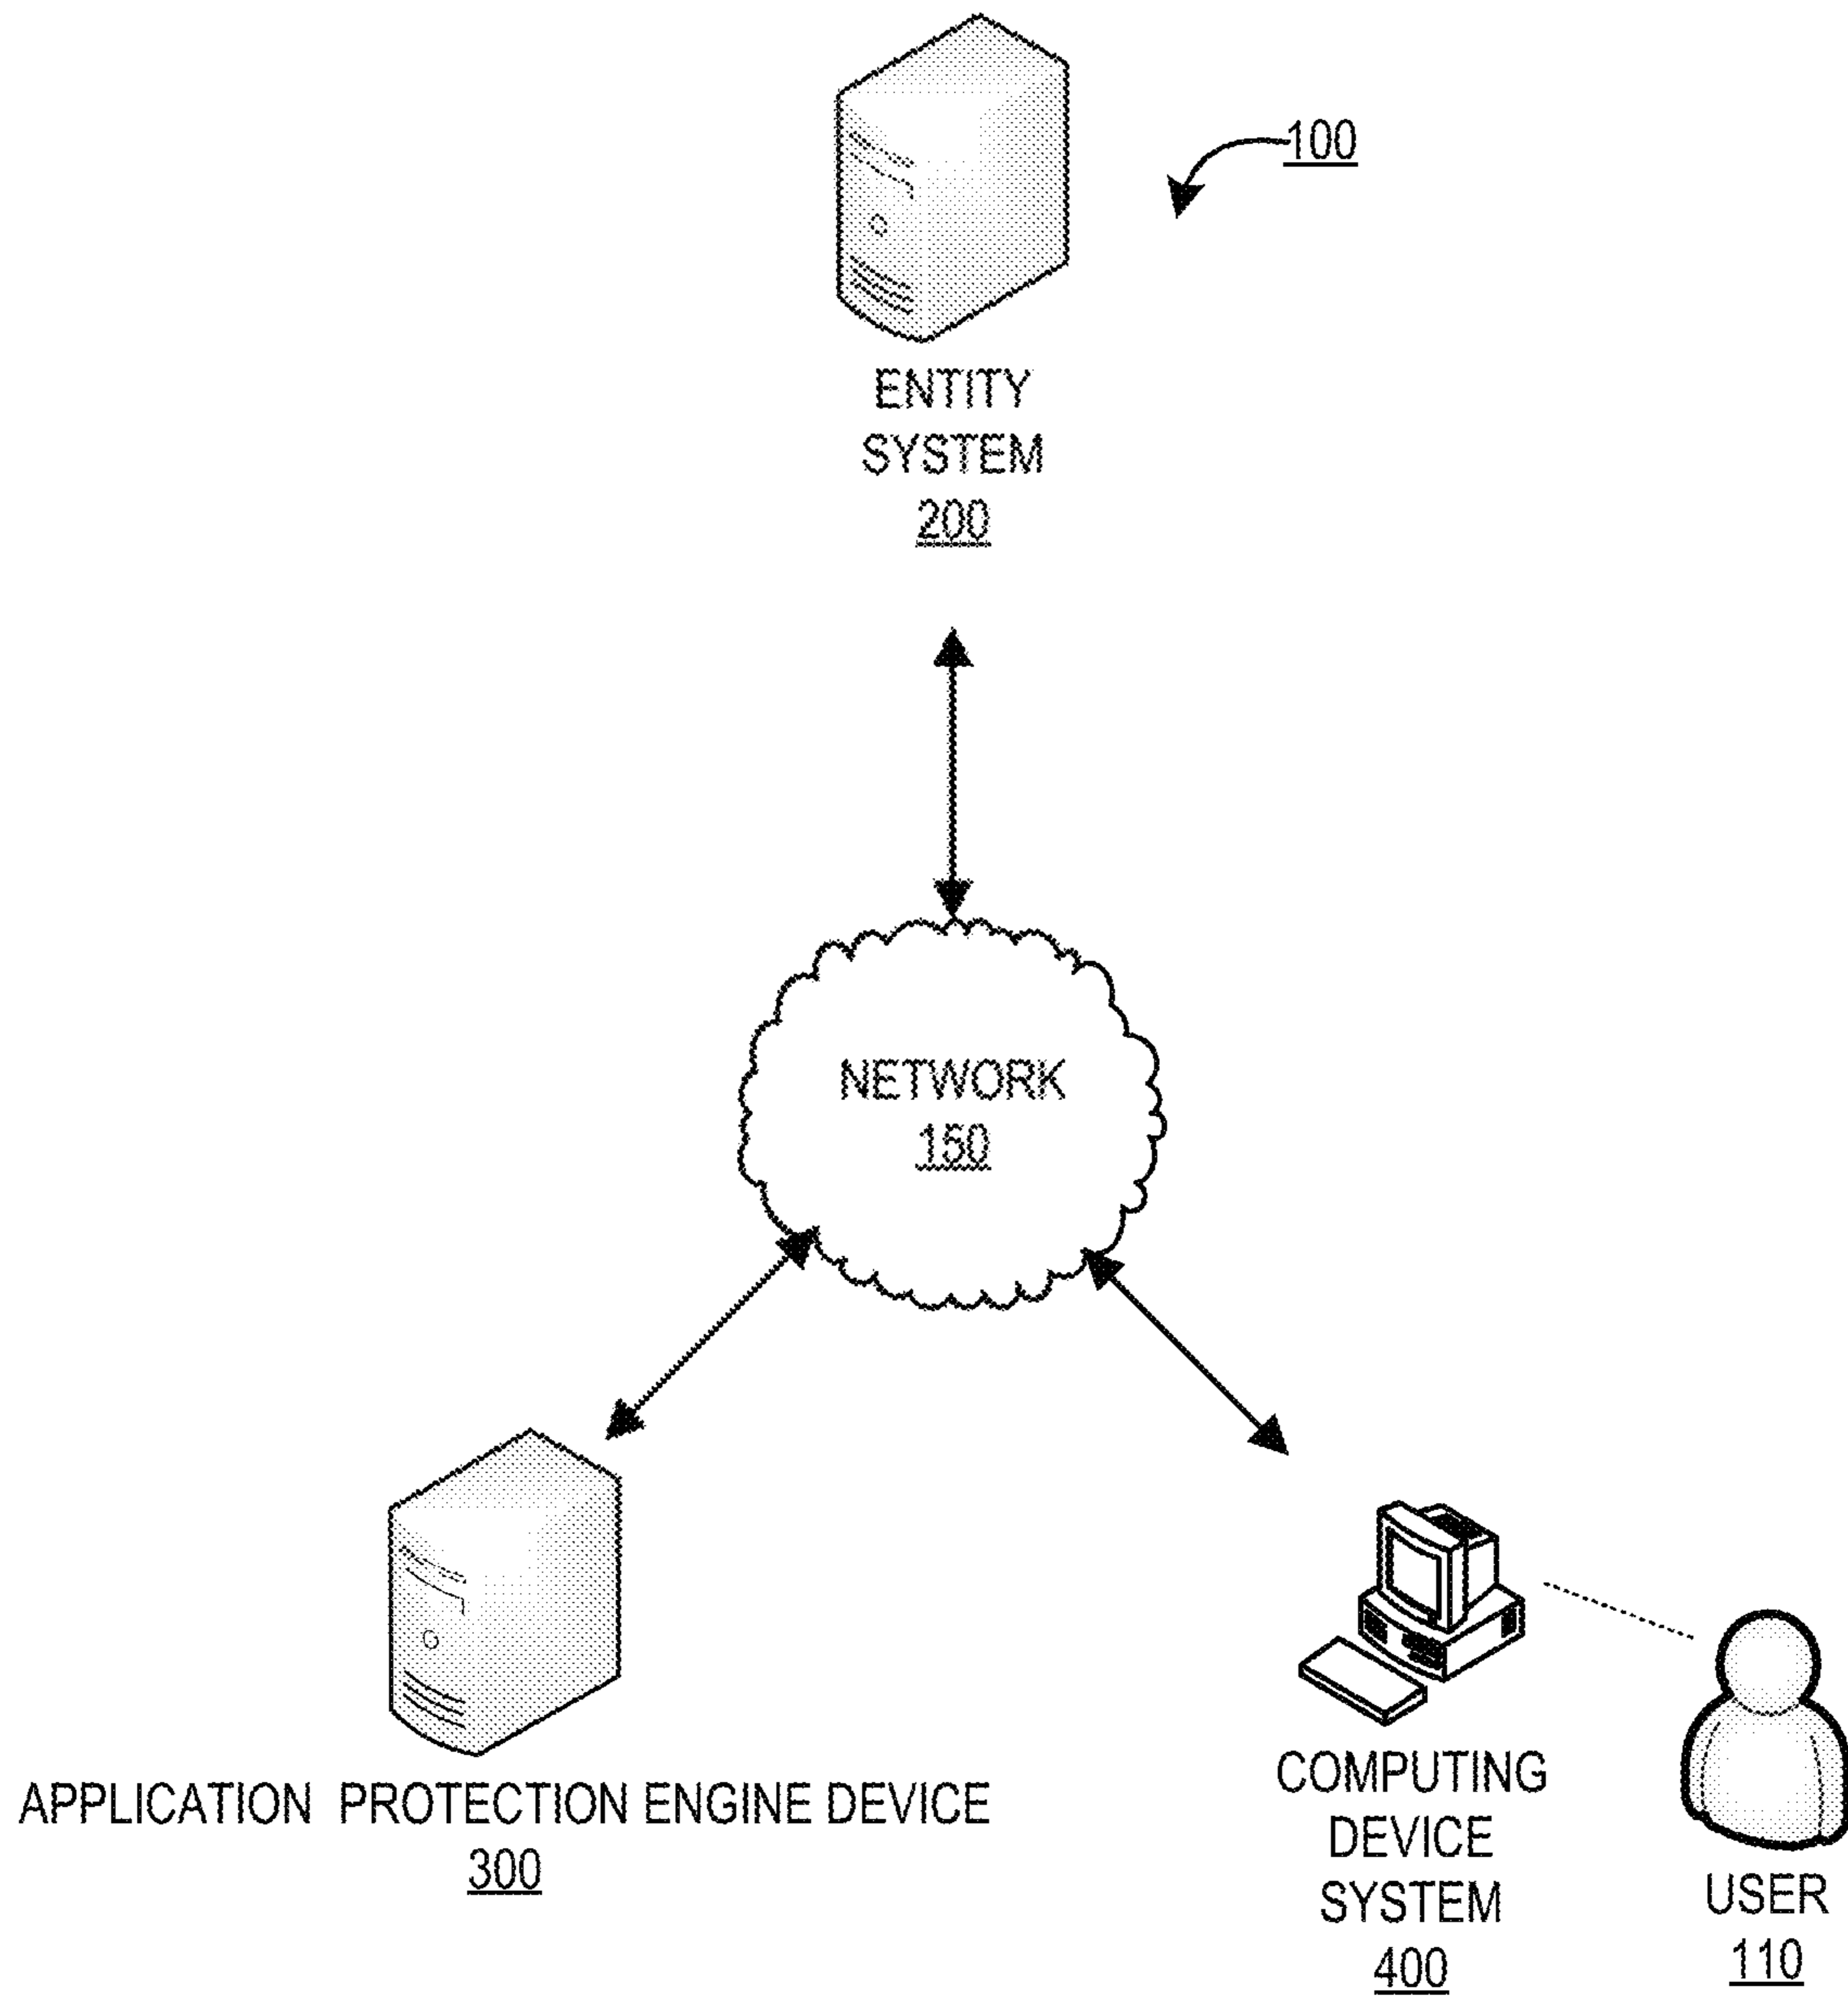 100
ENTITY
SYSTEM
200
NETWORK
150
APPLICATION PROTECTION ENGINE DEVICE
300
COMPUTING
DEVICE
SYSTEM
400
USER
110